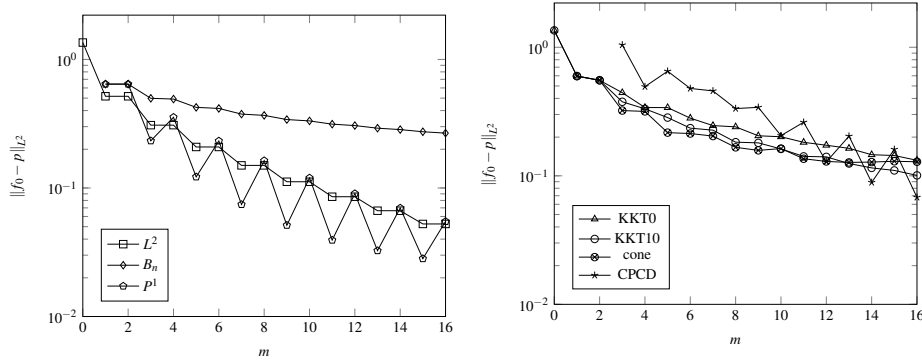 10^0
10^{-1}
10^{-2}
||f_0 − p||_{L^2}
0 2 4 6 8 10 12 14 16
m
L^2
B_n
P^1
10^0
10^{-1}
10^{-2}
||f_0 − p||_{L^2}
0 2 4 6 8 10 12 14 16
m
KKT0
KKT10
cone
CPCD